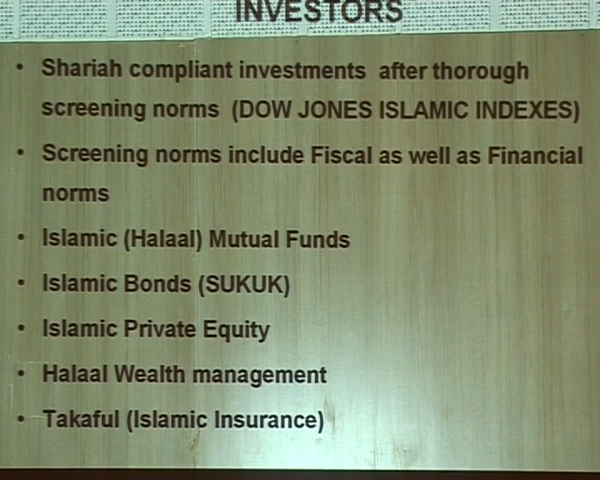 INVESTORS
• Shariah compliant investments after thorough
screening norms (DOW JONES ISLAMIC INDEXES)
• Screening norms include Fiscal as well as Financial
norms
• Islamic (Halaal) Mutual Funds
• Islamic Bonds (SUKUK)
• Islamic Private Equity
• Halaal Wealth management
• Takaful (Islamic Insurance)